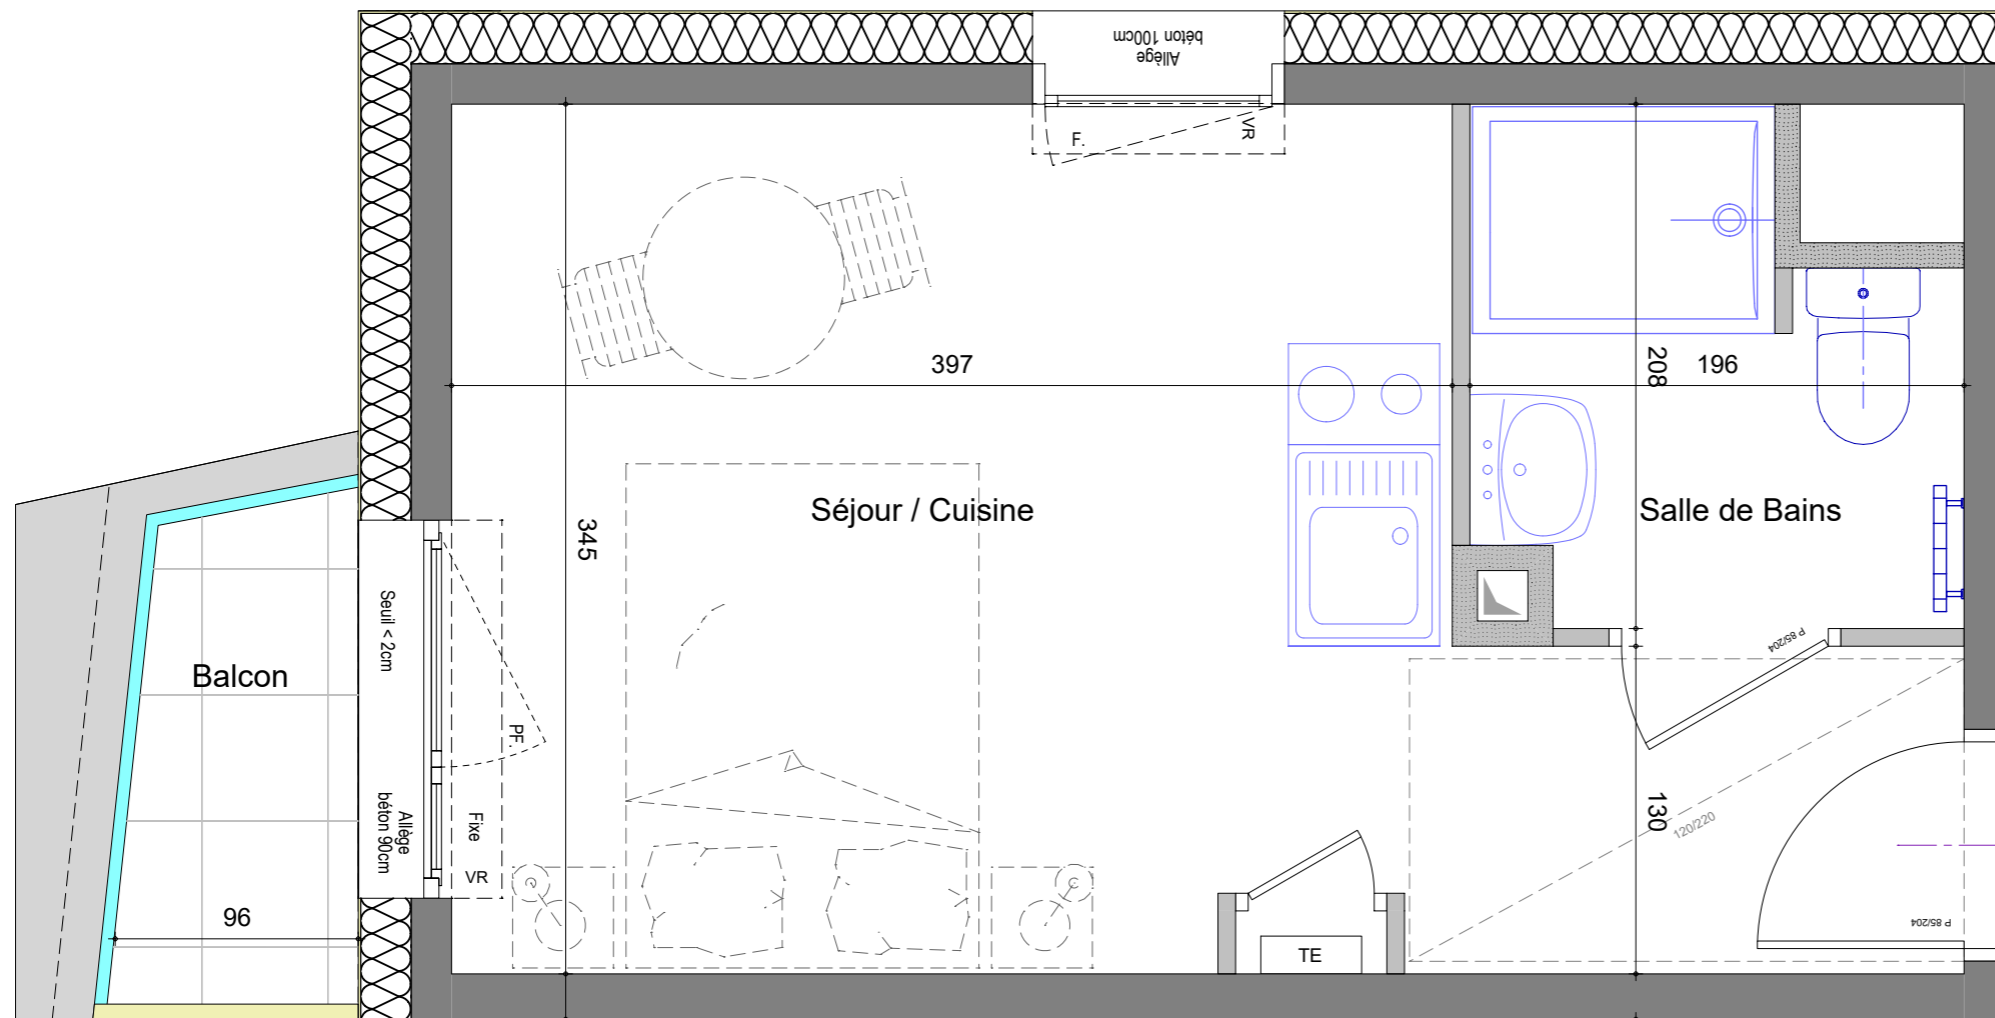 Allège
béton 100cm
F.
VR
397
208
196
345
Séjour / Cuisine
Salle de Bains
Seuil < 2cm
Balcon
PF.
P 85/204
Allège
béton 90cm
Fixe
VR
130
120/220
96
TE
P 85/204